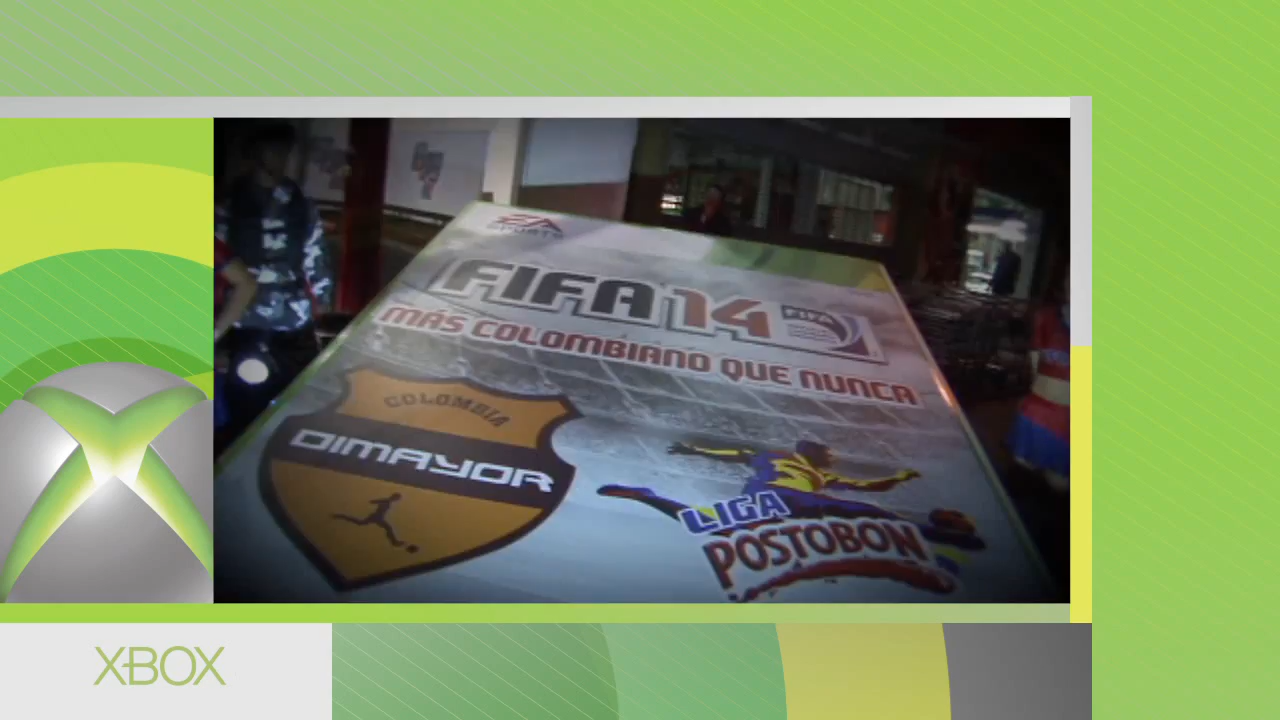 EA
SPORTS
FIFA 14
FIFA
MÁS COLOMBIANO QUE NUNCA
COLOMBIA
DIMAYOR
LIGA
POSTOBON
XBOX